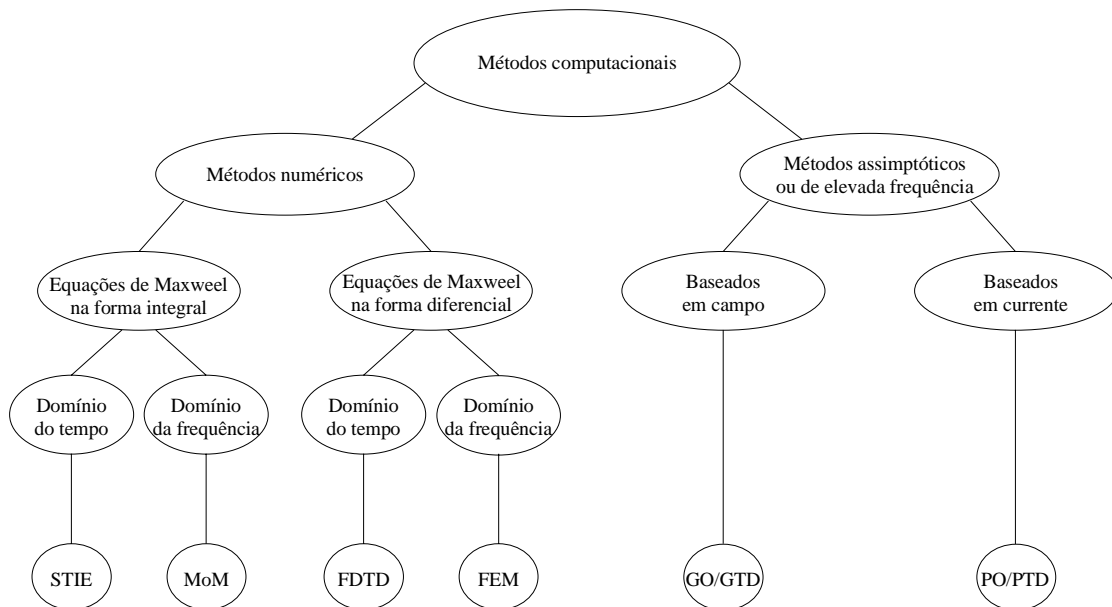 Métodos computacionais
Métodos numéricos
Métodos assimptóticos
ou de elevada frequência
Equações de Maxweel
na forma integral
Equações de Maxweel
na forma diferencial
Baseados
em campo
Baseados
em currente
Domínio
do tempo
Domínio
da frequência
Domínio
do tempo
Domínio
da frequência
STIE
MoM
FDTD
FEM
GO/GTD
PO/PTD